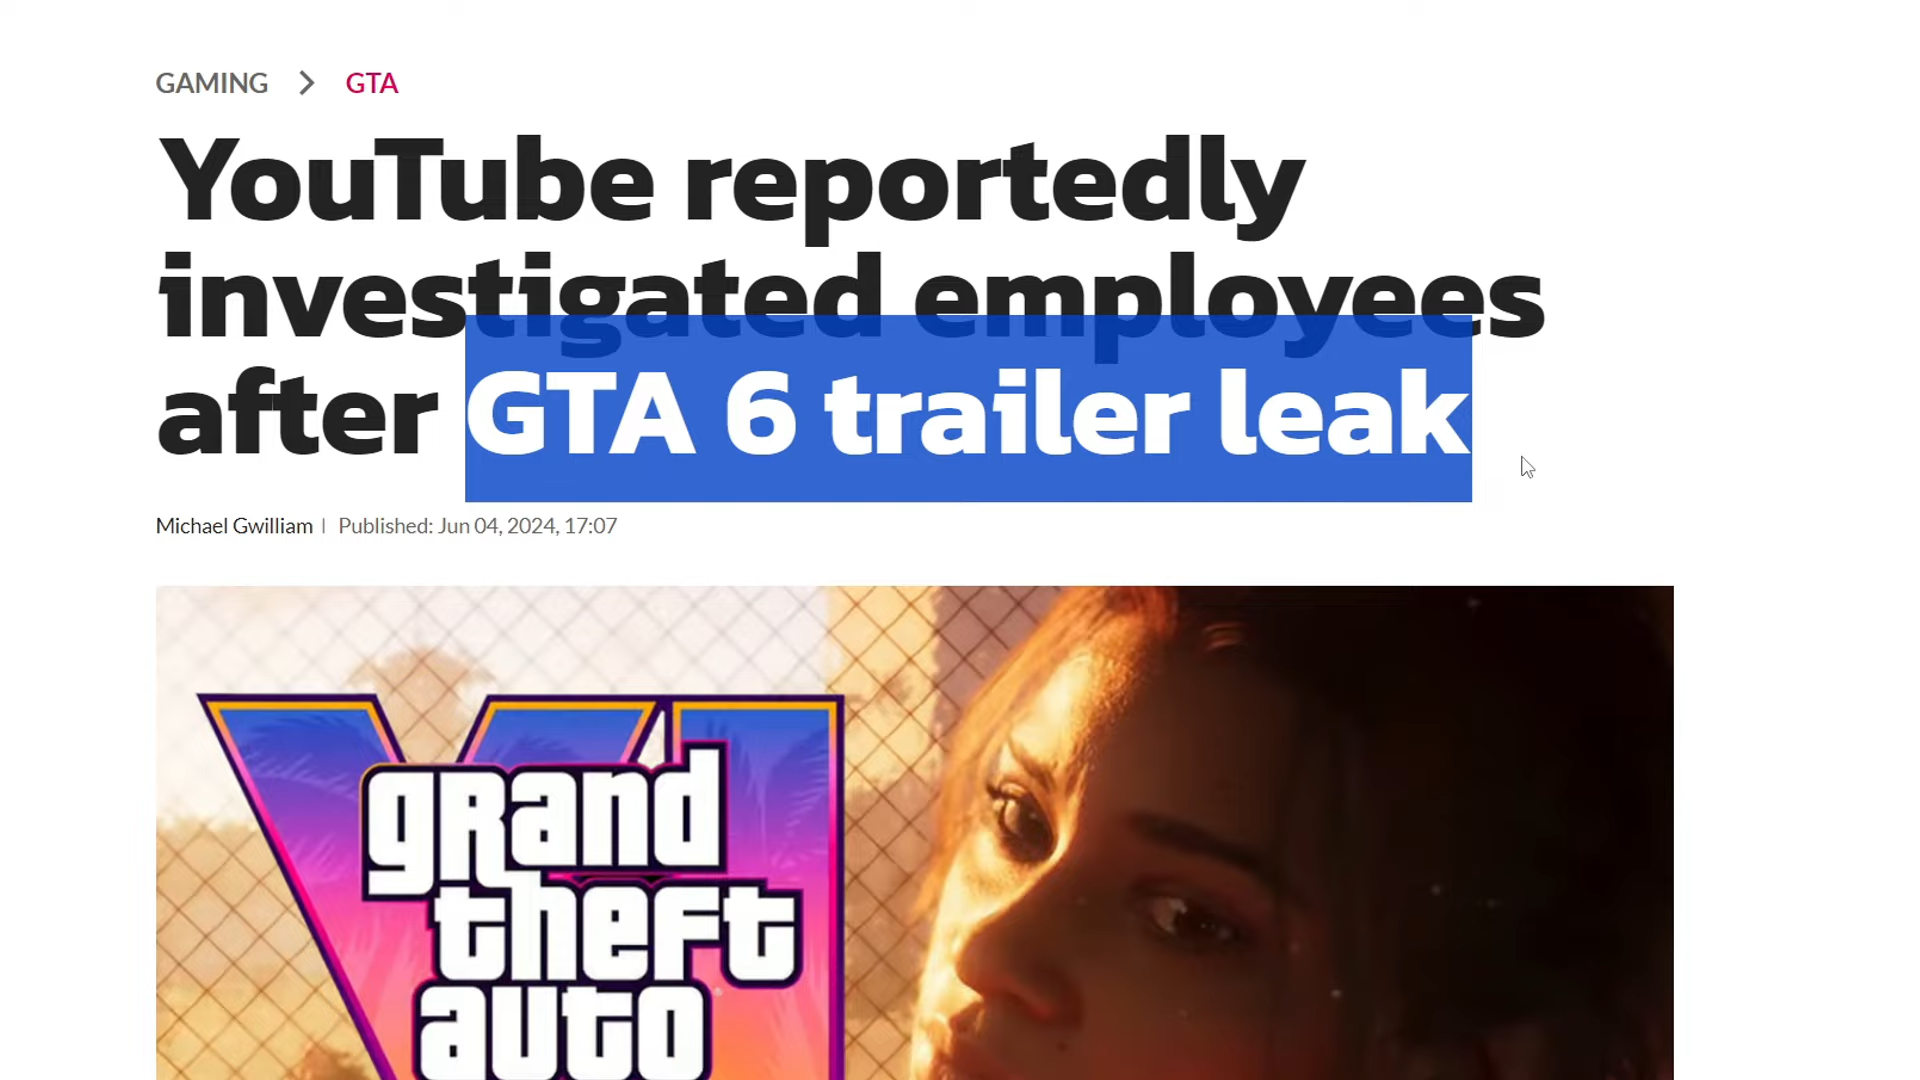 GAMING > GTA
YouTube reportedly
investigated employees
after GTA 6 trailer leak
Michael Gwilliam | Published: Jun 04, 2024, 17:07
VI
grand
theft
auto